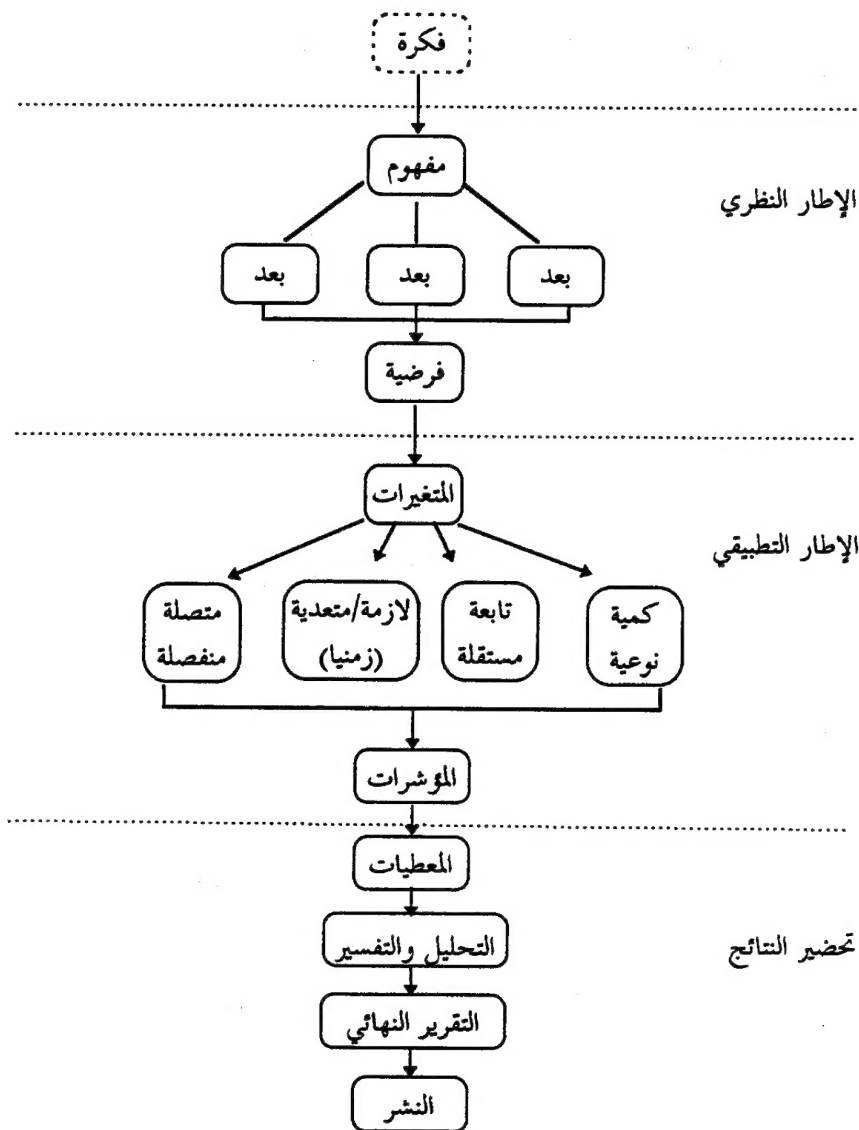 فكرة
مفهوم
الإطار النظري
بعد
بعد
بعد
فرضية
المتغيرات
الإطار التطبيقي
كمية
نوعية
تابعة
مستقلة
لازمة/متعدية
(زمنيا)
متصلة
منفصلة
المؤشرات
المعطيات
التحليل والتفسير
تحضير النتائج
التقرير النهائي
النشر